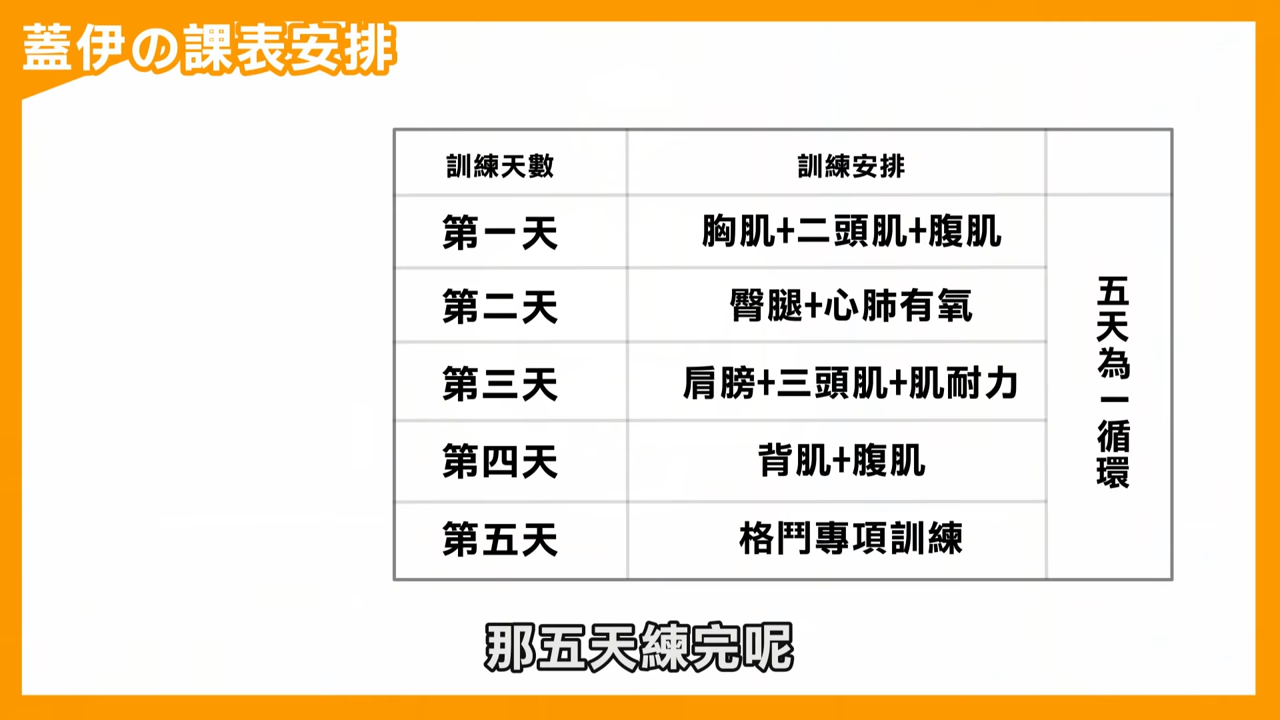 蓋伊の課表安排
訓練天數 訓練安排
第一天 胸肌+二頭肌+腹肌
第二天 臀腿+心肺有氧
第三天 肩膀+三頭肌+肌耐力
第四天 背肌+腹肌
第五天 格鬥專項訓練
五天為一循環
那五天練完呢